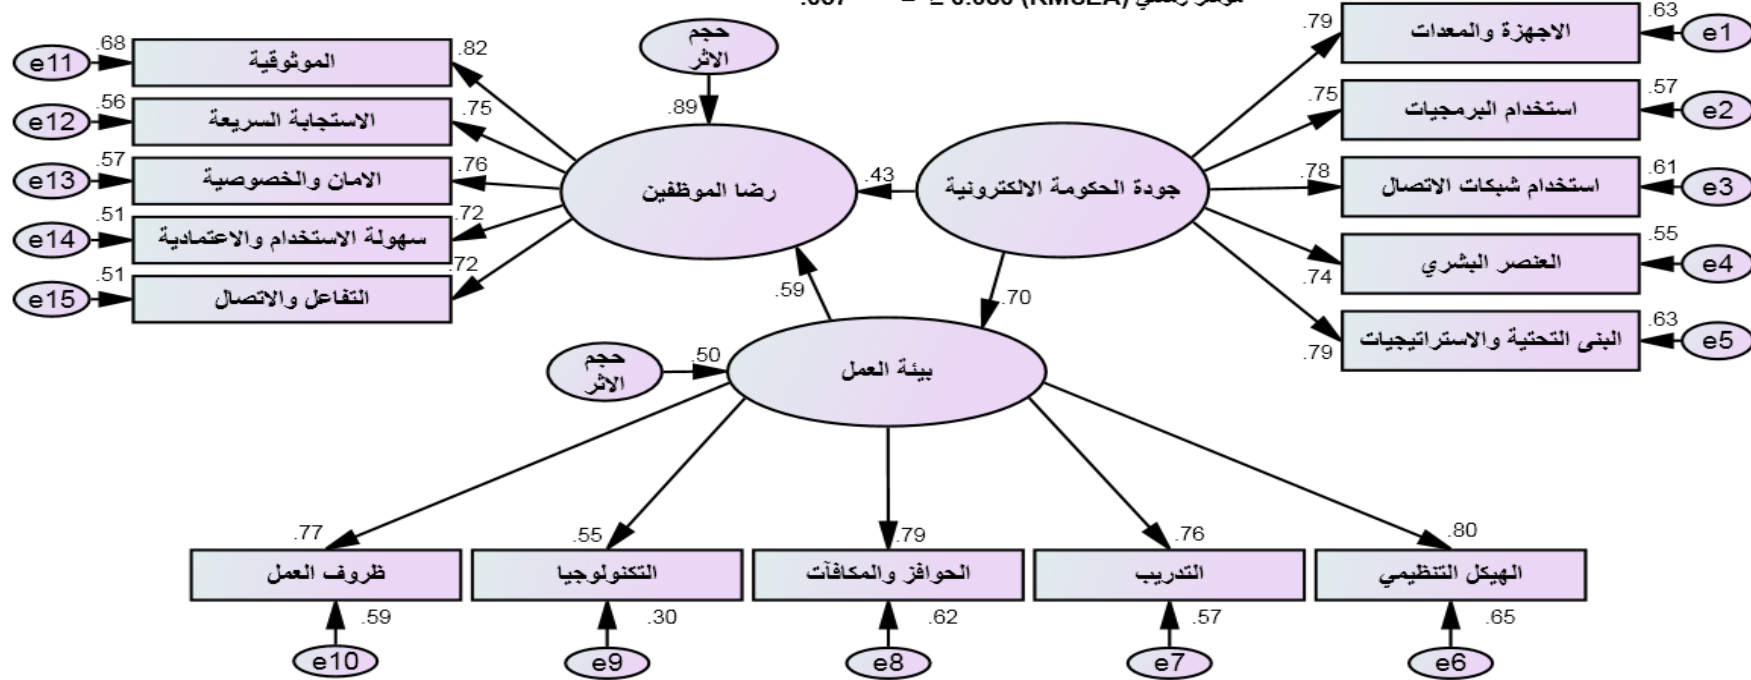 .79
الاجهزة والمعدات
.63
e1
.75
استخدام البرمجيات
.57
e2
.78
استخدام شبكات الاتصال
.61
e3
.74
العنصر البشري
.55
e4
.79
البنى التحتية والاستراتيجيات
.63
e5
جودة الحكومة الالكترونية
.43
.70
حجم
الاثر
.89
رضا الموظفين
.59
e11
.68
الموثوقية
.82
e12
.56
الاستجابة السريعة
.75
e13
.57
الامان والخصوصية
.76
e14
.51
سهولة الاستخدام والاعتمادية
.72
e15
.51
التفاعل والاتصال
.72
حجم
الاثر
.50
بيئة العمل
.80
الهيكل التنظيمي
.65
e6
.76
التدريب
.57
e7
.79
الحوافز والمكافآت
.62
e8
.55
التكنولوجيا
.30
e9
.77
ظروف العمل
.59
e10